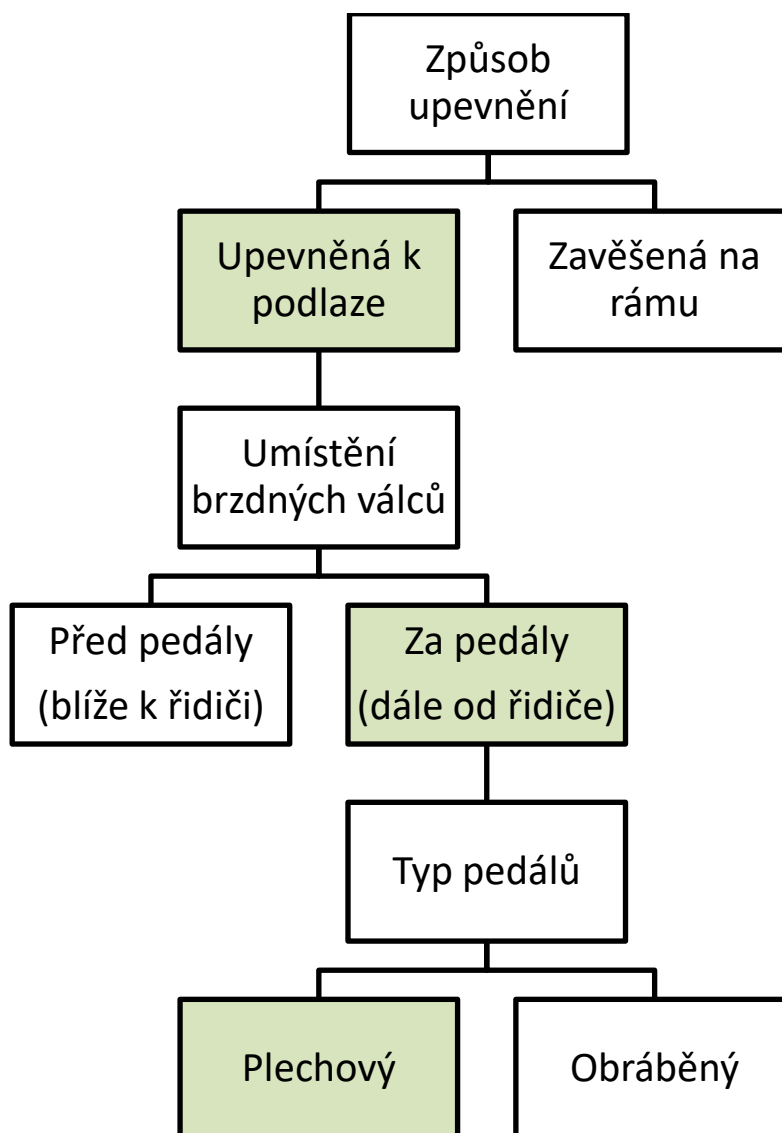 Způsob
upevnění
Upevněná k
podlaze
Zavěšená na
rámu
Umístění
brzdných válců
Před pedály
(blíže k řidiči)
Za pedály
(dále od řidiče)
Typ pedálů
Plechový
Obráběný